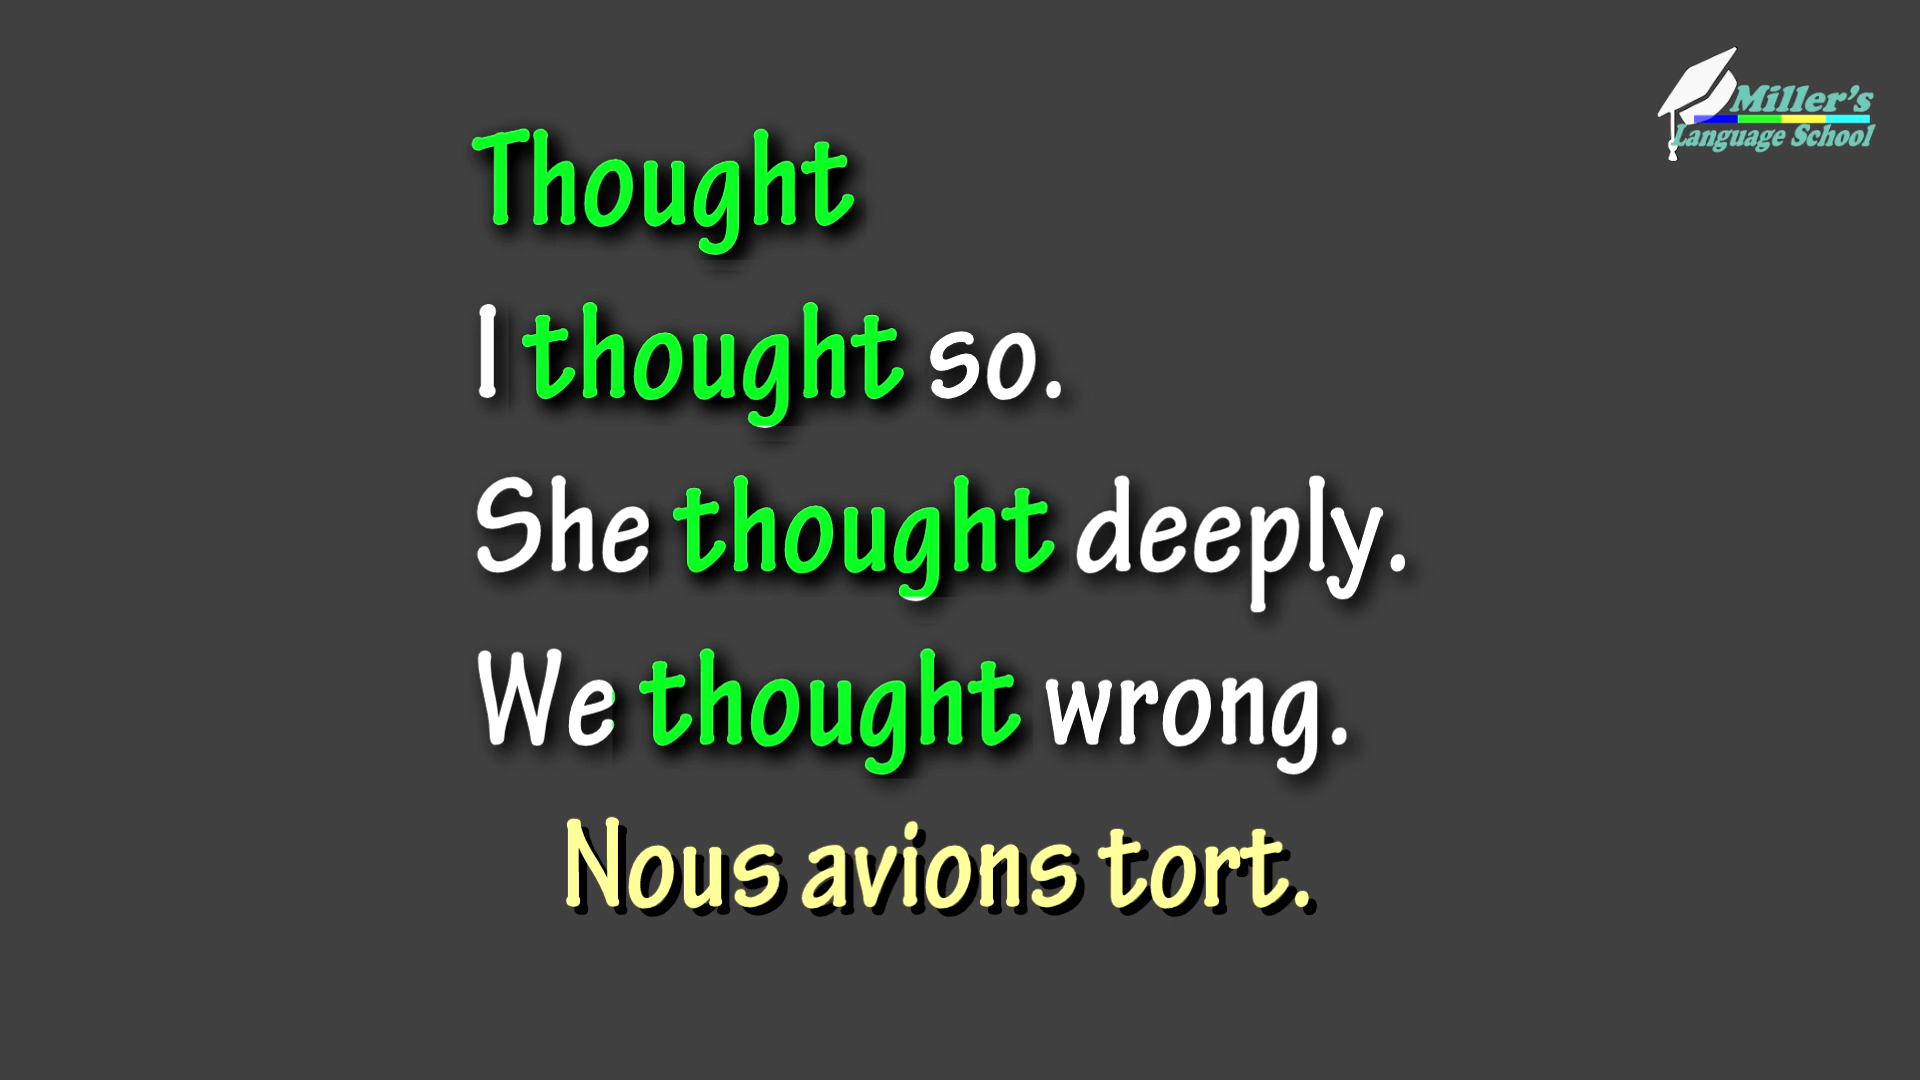 Miller's
Language School
Thought
I thought so.
She thought deeply.
We thought wrong.
Nous avions tort.